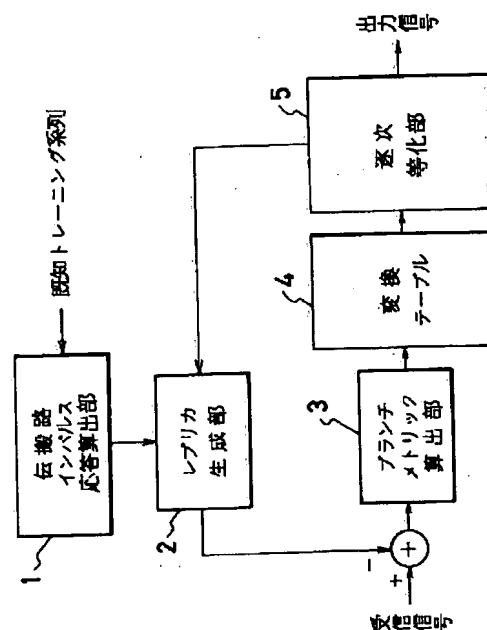 既知トレーニング系列
伝搬路
インパルス
応答算出部
1
レプリカ
生成部
2
受信信号
+
−
+
ブランチ
メトリック
算出部
3
変換
テーブル
4
逐次
等化部
5
出力
信号